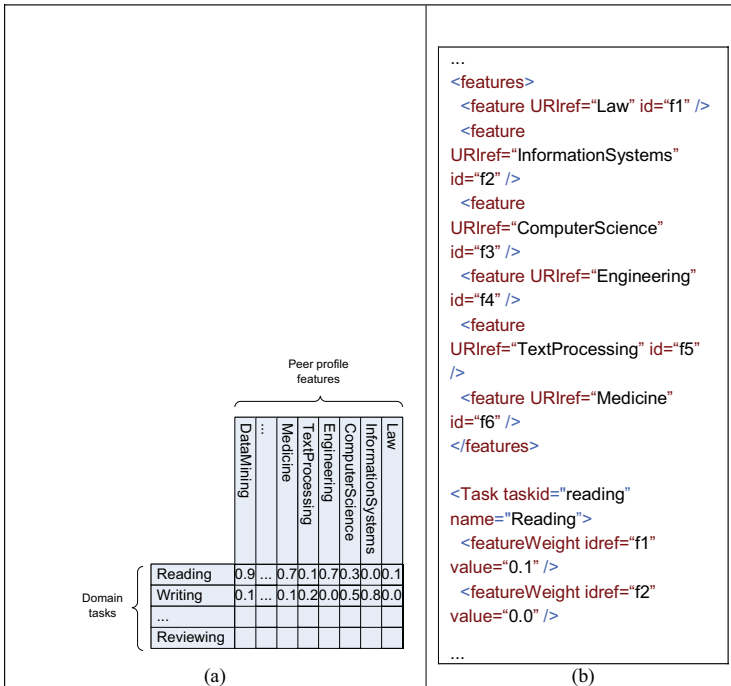 Peer profile
features
DataMining
...
Medicine
TextProcessing
Engineering
ComputerScience
InformationSystems
Law
Domain
tasks
Reading 0.9 ... 0.7 0.1 0.7 0.3 0.0 0.1
Writing 0.1 ... 0.1 0.2 0.0 0.5 0.8 0.0
...
Reviewing
(a)
...
<features>
<feature URIref=“Law” id=“f1” />
<feature
URIref=“InformationSystems”
id=“f2” />
<feature
URIref=“ComputerScience”
id=“f3” />
<feature URIref=“Engineering”
id=“f4” />
<feature
URIref=“TextProcessing” id=“f5”
/>
<feature URIref=“Medicine”
id=“f6” />
</features>
<Task taskid="reading”
name="Reading”>
<featureWeight idref=“f1”
value=“0.1” />
<featureWeight idref=“f2”
value=“0.0” />
...
(b)